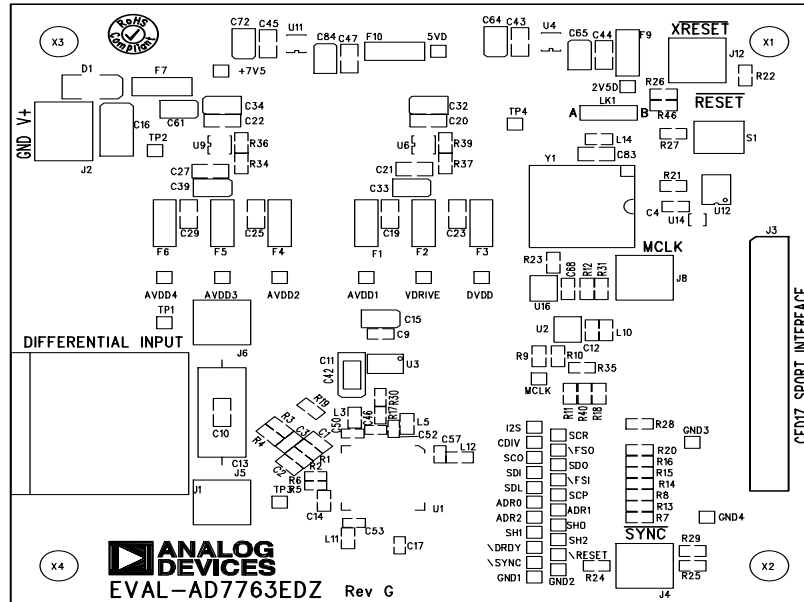 RoHS
Compliant
X3
C72
C45
U11
C84
C47
F10
5VD
C64
C43
U4
C65
C44
F9
XRESET
J12
X1
R22
+7V5
D1
F7
2V5D
R26
LK1
A
B
R46
RESET
GND V+
J2
C16
C61
C34
C22
C32
C20
TP4
L14
C83
R27
S1
TP2
U9
R36
R34
U6
R39
R37
Y1
C27
C39
C21
C33
R21
C4
U14
U12
C29
C25
C19
C23
F6
F5
F4
F1
F2
F3
MCLK
J3
R23
C68
R12
R31
J8
AVDD4
AVDD3
AVDD2
AVDD1
VDRIVE
DVDD
U16
TP1
C15
C9
U2
C12
L10
DIFFERENTIAL INPUT
J6
C11
C42
U3
R9
R10
R35
MCLK
CED1Z SPORT INTERFACE
R19
R30
R17
R11
R40
R18
L3
C50
C46
L5
C52
C10
R3
R4
C3
C1
R1
C2
R2
C57
L12
I2S
CDIV
SCO
SDI
SDL
ADR0
ADR2
SH1
\DRDY
\SYNC
GND1
SCR
\FSO
SDO
\FSI
SCP
ADR1
SH0
SH2
\RESET
GND2
R28
GND3
R20
R16
R15
R14
R8
R13
R7
GND4
C13
J5
J1
R6
R5
TP3
C14
U1
C53
L11
C17
SYNC
R29
R25
R24
J4
X4
X2
ANALOG
DEVICES
EVAL-AD7763EDZ Rev G